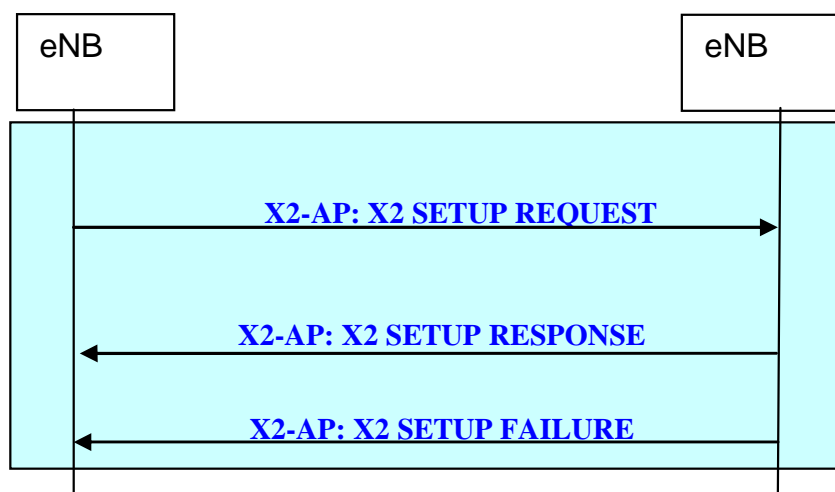 eNB
eNB
X2-AP: X2 SETUP REQUEST
X2-AP: X2 SETUP RESPONSE
X2-AP: X2 SETUP FAILURE